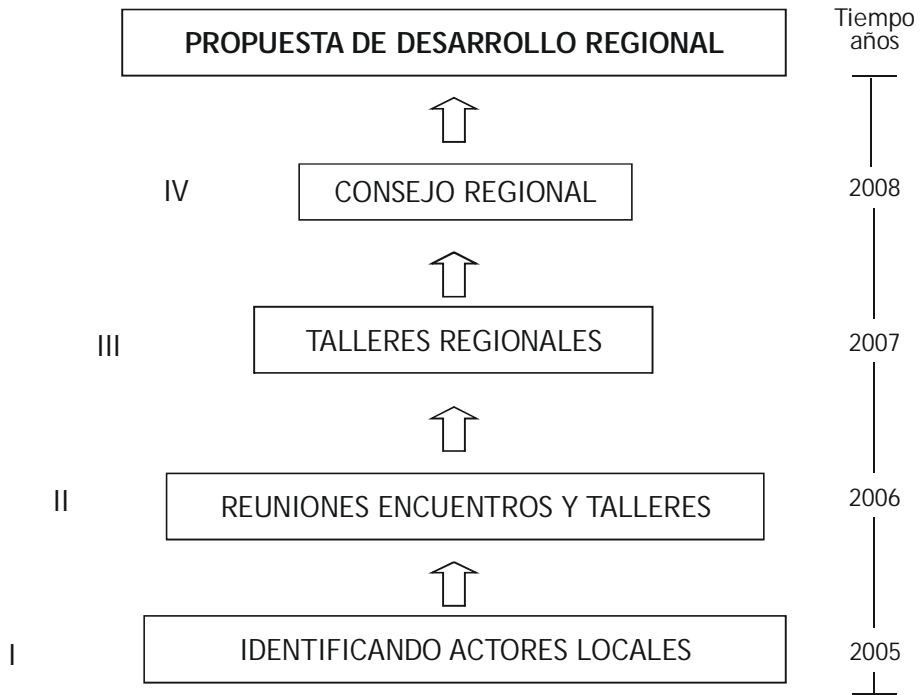 Tiempo
años
PROPUESTA DE DESARROLLO REGIONAL
IV
CONSEJO REGIONAL
2008
III
TALLERES REGIONALES
2007
II
REUNIONES ENCUENTROS Y TALLERES
2006
I
IDENTIFICANDO ACTORES LOCALES
2005